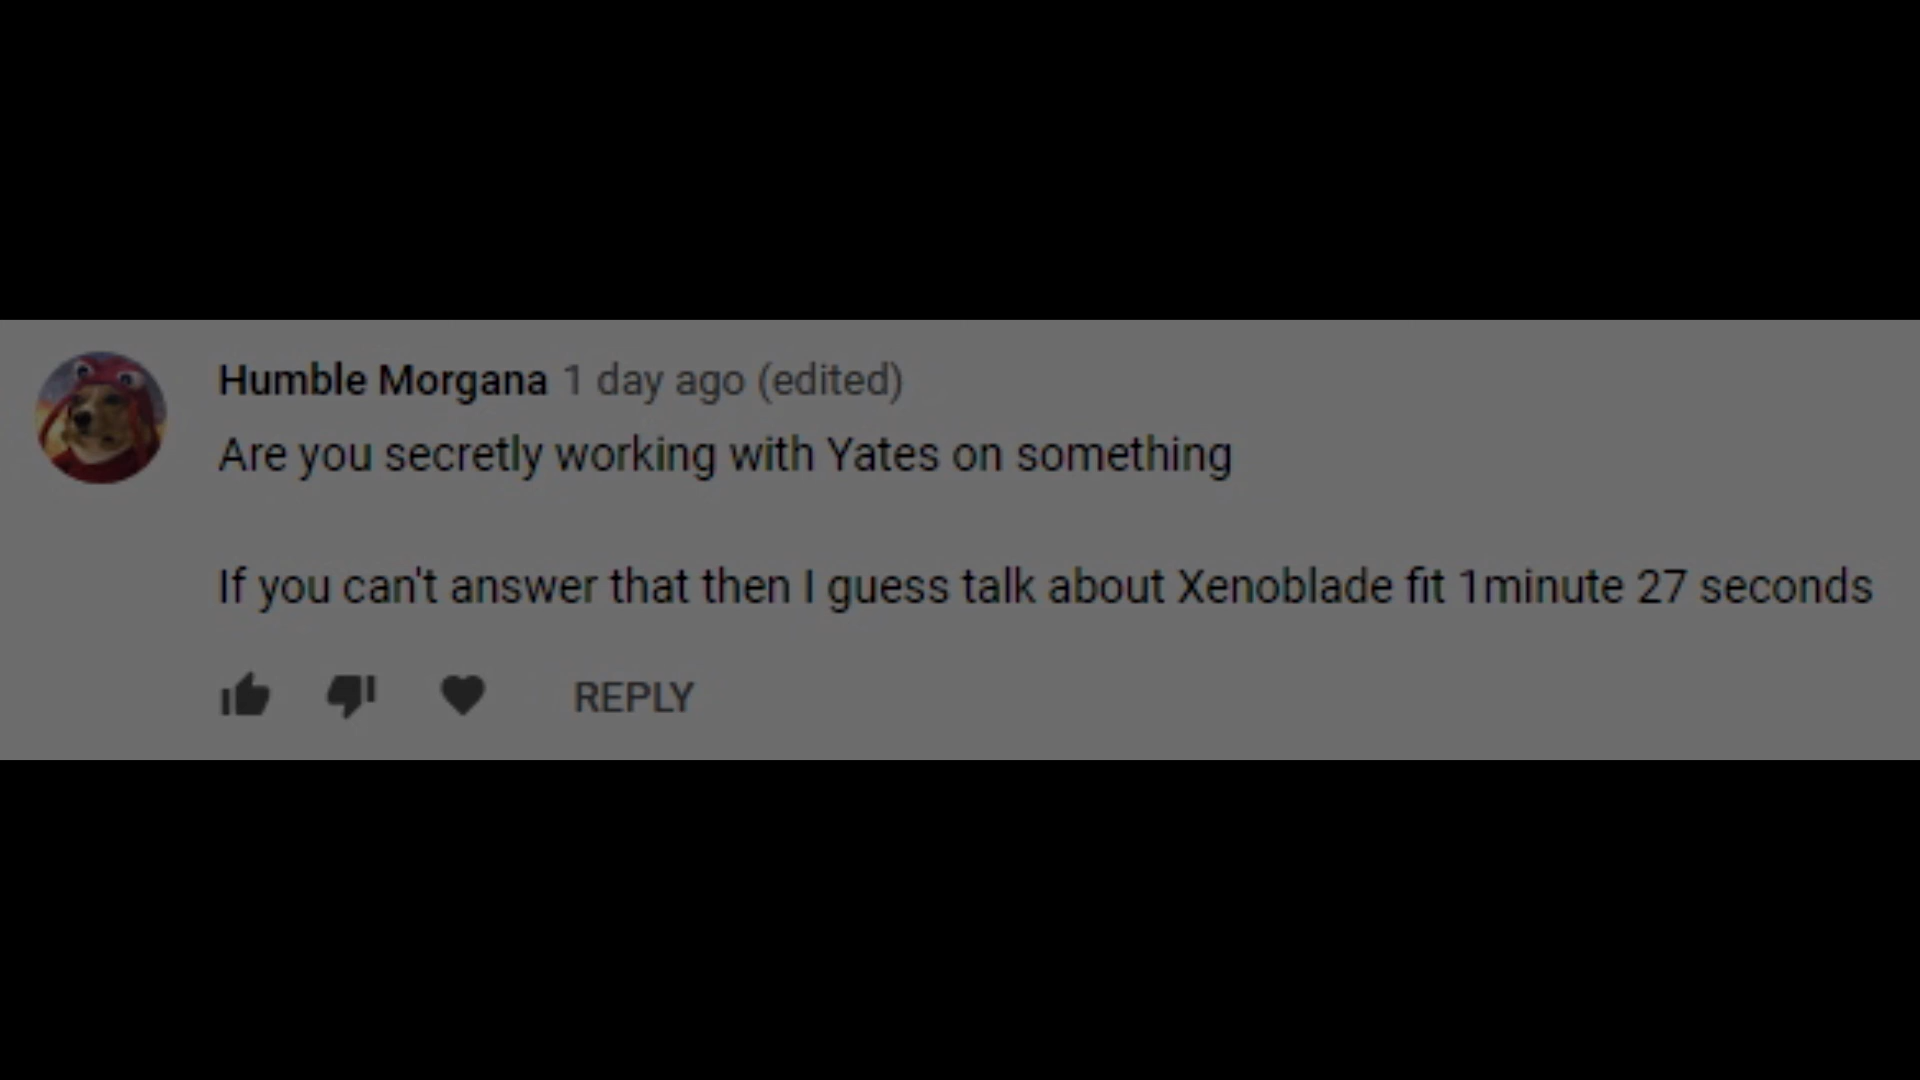 Humble Morgana 1 day ago (edited)
Are you secretly working with Yates on something
If you can't answer that then I guess talk about Xenoblade fit 1minute 27 seconds
REPLY